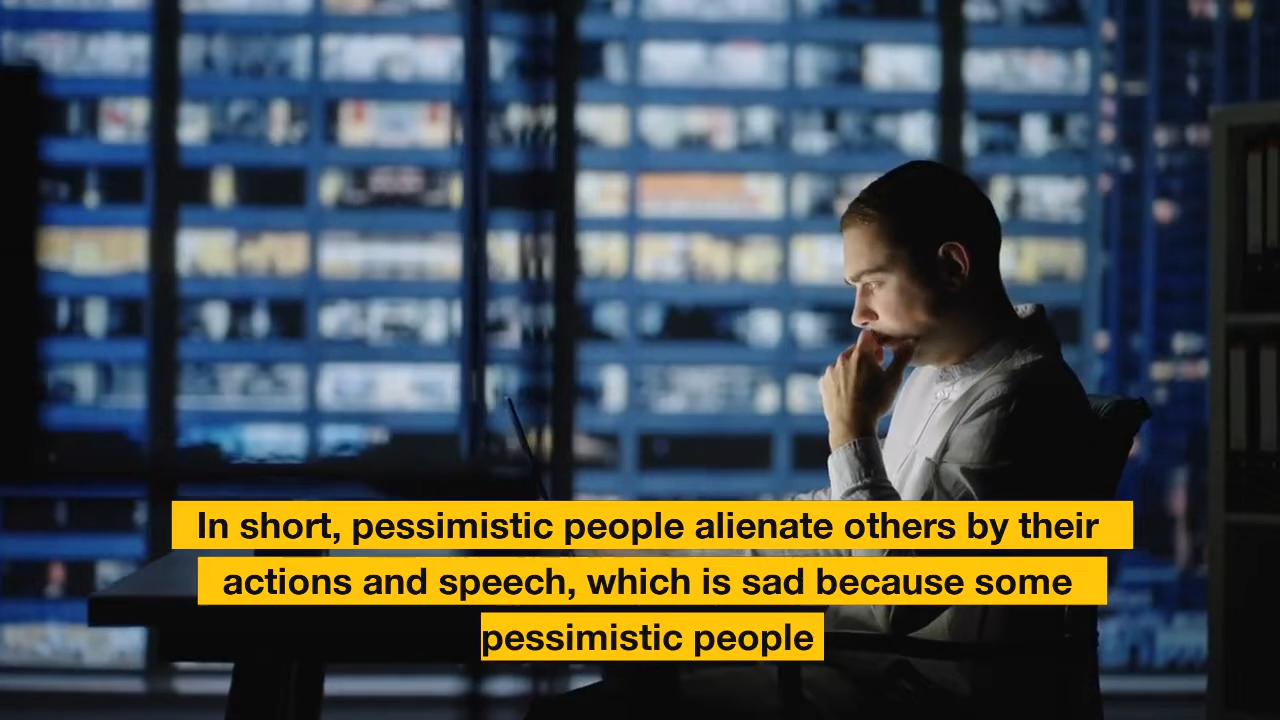 In short, pessimistic people alienate others by their
actions and speech, which is sad because some
pessimistic people